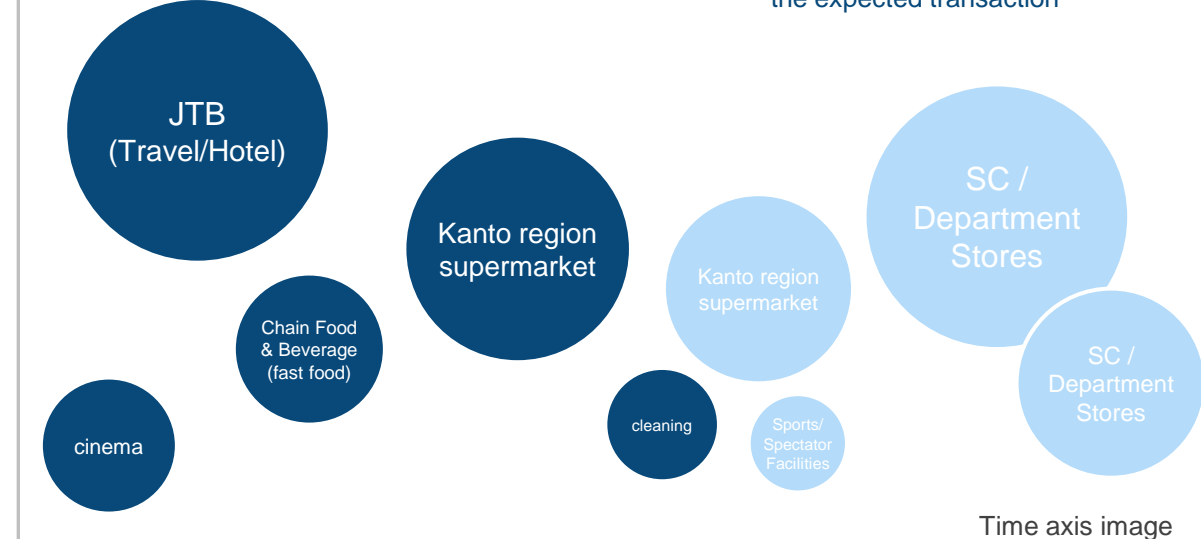 the expected transaction
JTB
(Travel/Hotel)
Kanto region
supermarket
SC /
Department
Stores
Kanto region
supermarket
Chain Food
& Beverage
(fast food)
SC /
Department
Stores
cinema
cleaning
Sports/
Spectator
Facilities
Time axis image